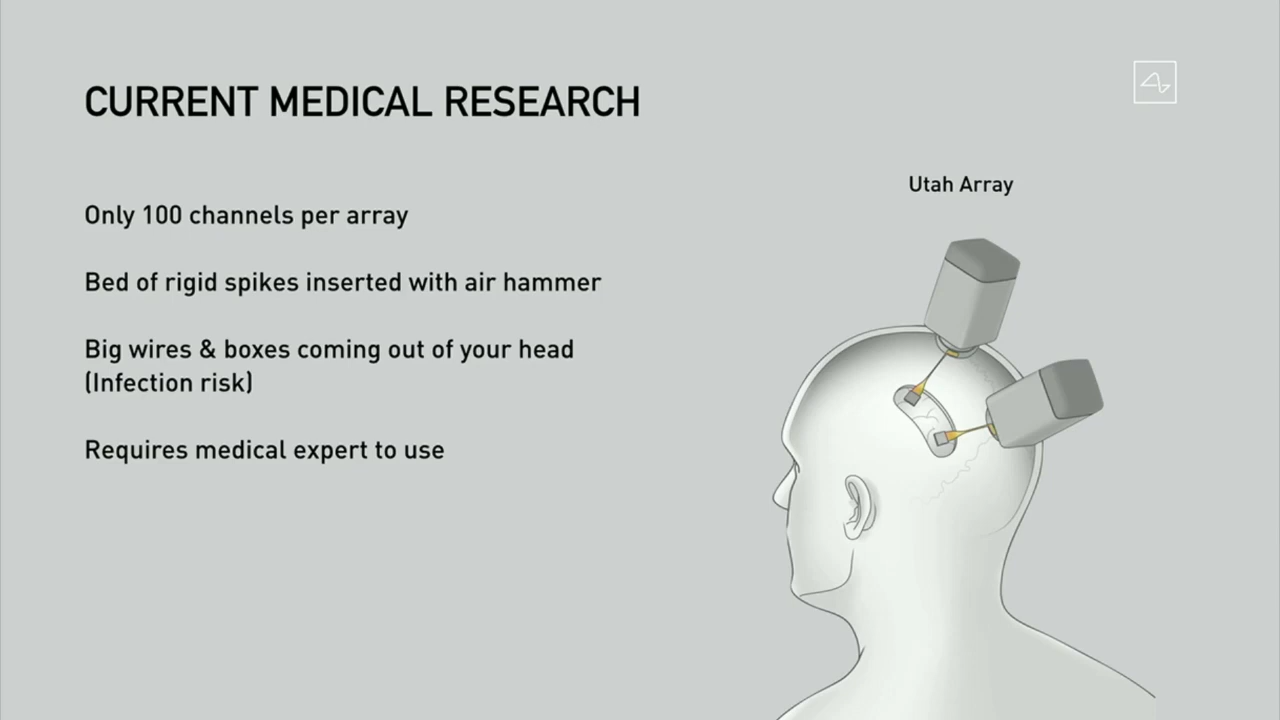 CURRENT MEDICAL RESEARCH
Utah Array
Only 100 channels per array
Bed of rigid spikes inserted with air hammer
Big wires & boxes coming out of your head
(Infection risk)
Requires medical expert to use